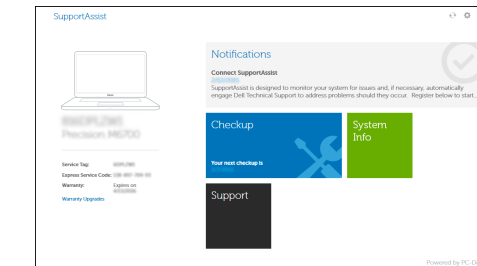 SupportAssist
Notifications
Connect SupportAssist
SupportAssist is designed to monitor your system for issues and, if necessary, automatically
engage Dell Technical Support to address problems should they occur. Register below to start...
Precision M6700
Checkup
System
Info
Your next checkup is
Service Tag:
Express Service Code:
Warranty: Expires on
Warranty Upgrades
Support
Powered by PC-Do